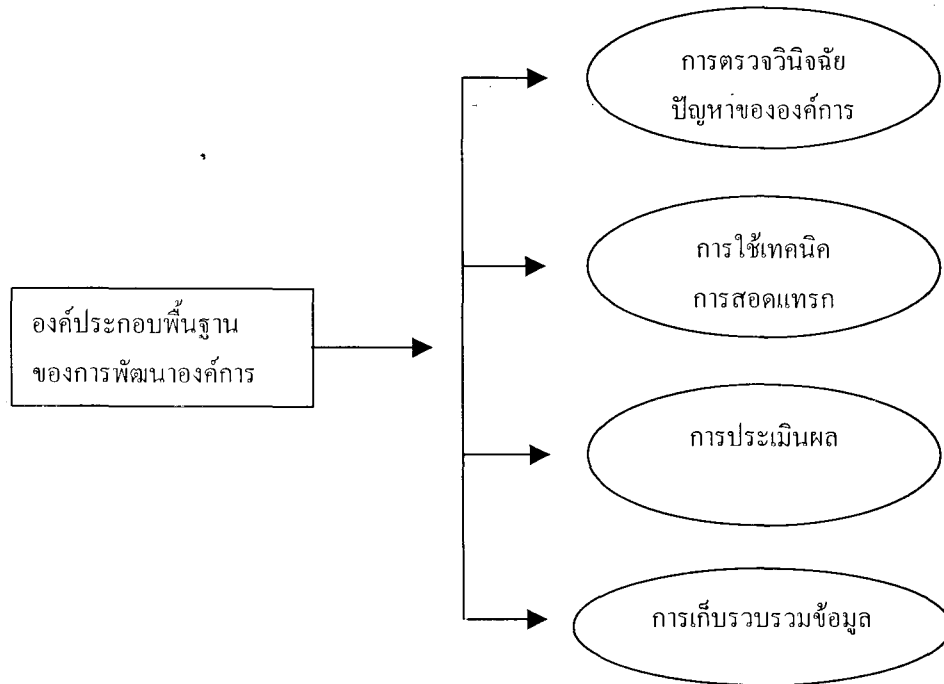 การตรวจวินิจฉัย
ปัญหาขององค์การ
การใช้เทคนิค
การสอดแทรก
องค์ประกอบพื้นฐาน
ของการพัฒนาองค์การ
การประเมินผล
การเก็บรวบรวมข้อมูล